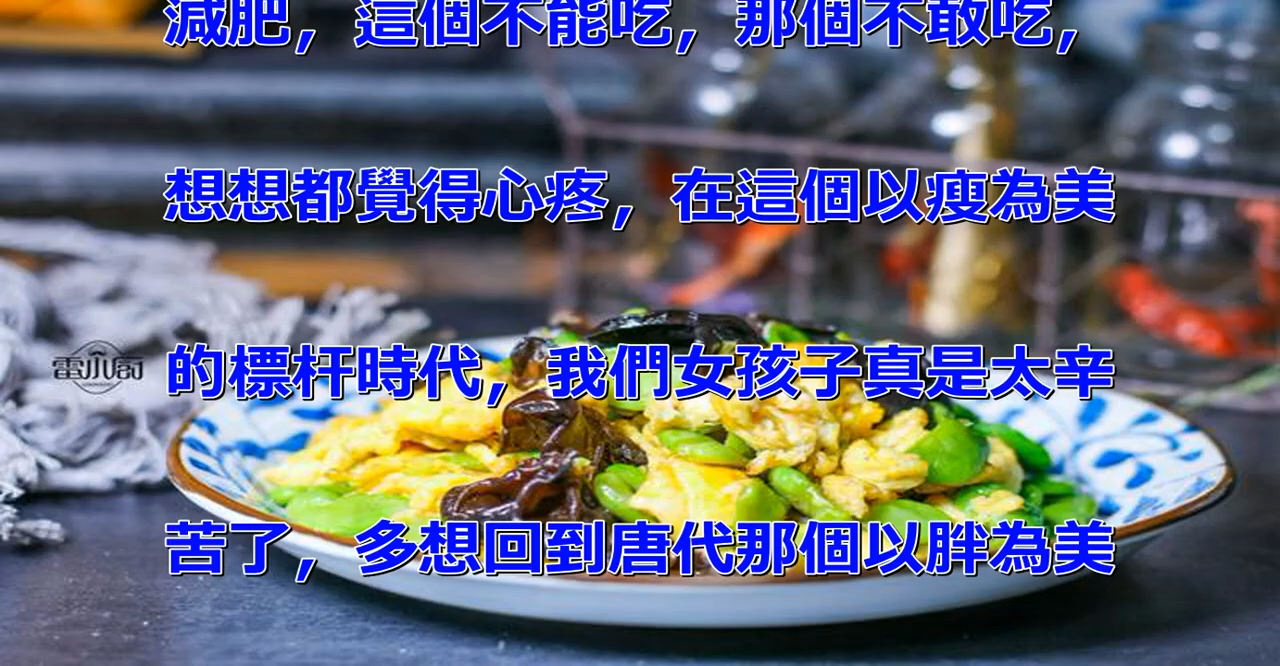 減肥，這個不能吃，那個不敢吃，
想想都覺得心疼，在這個以瘦為美
的標杆時代，我們女孩子真是太辛
苦了，多想回到唐代那個以胖為美
雷小廚